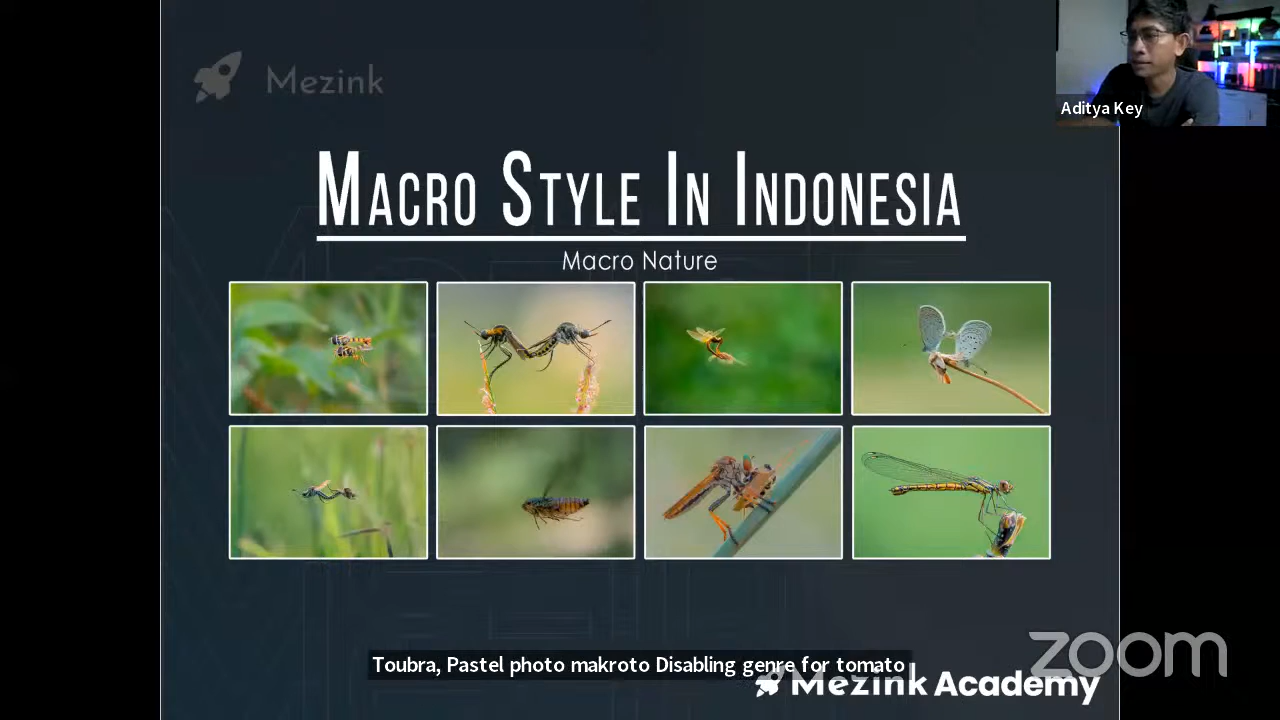 Mezink
Aditya Key
MACRO STYLE IN INDONESIA
Macro Nature
Toubra, Pastel photo makroto Disabling genre for tomato
zoom
Mezink Academy